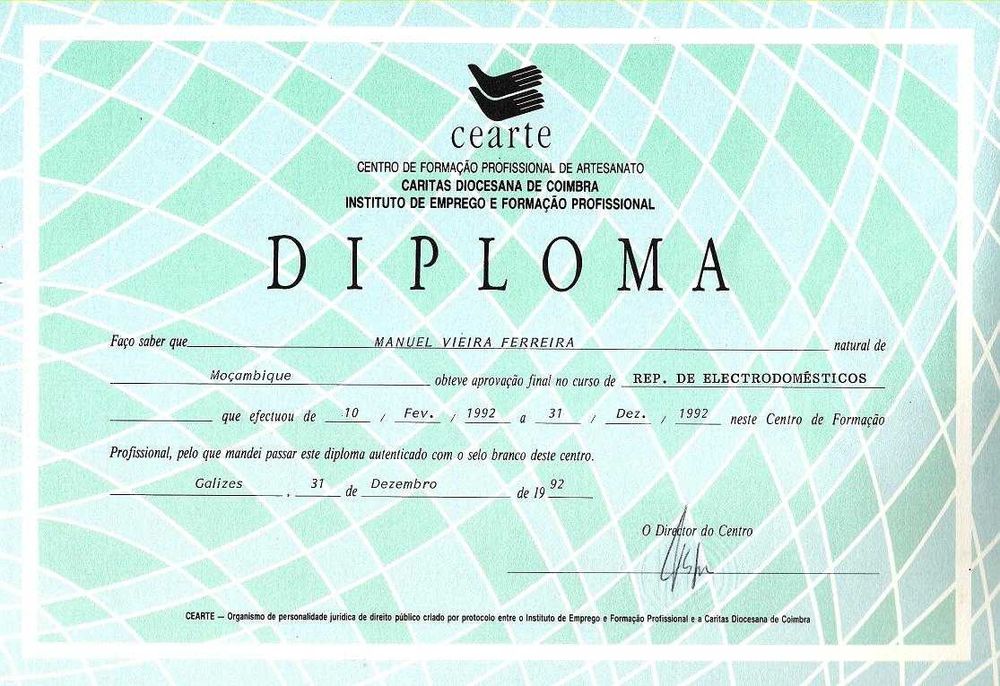 cearte
CENTRO DE FORMAÇÃO PROFISSIONAL DE ARTESANATO
CARITAS DIOCESANA DE COIMBRA
INSTITUTO DE EMPREGO E FORMAÇÃO PROFISSIONAL
DIPLOMA
Faço saber que MANUEL VIEIRA FERREIRA natural de
Moçambique obteve aprovação final no curso de REP. DE ELECTRODOMÉSTICOS
que efectuou de 10 / Fev. / 1992 a 31 / Dez. / 1992 neste Centro de Formação
Profissional, pelo que mandei passar este diploma autenticado com o selo branco deste centro.
Galizes, 31 de Dezembro de 1992
O Director do Centro
CEARTE — Organismo de personalidade jurídica de direito público criado por protocolo entre o Instituto de Emprego e Formação Profissional e a Caritas Diocesana de Coimbra